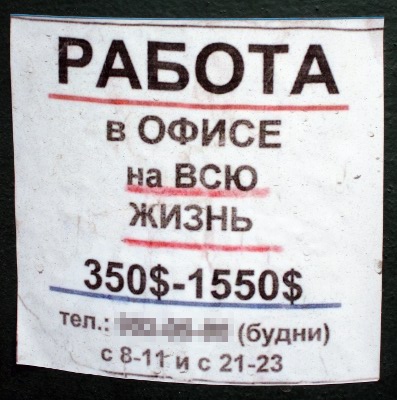 РАБОТА
в ОФИСЕ
на ВСЮ
ЖИЗНЬ
350$-1550$
тел.: (будни)
с 8-11 и с 21-23